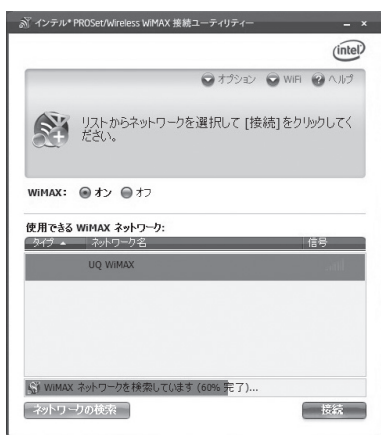 インテル® PROSet/Wireless WiMAX 接続ユーティリティー
intel
オプション WiFi ヘルプ
リストからネットワークを選択して [接続] をクリックしてく
ださい。
WiMAX： オン オフ
使用できる WiMAX ネットワーク:
タイプ ネットワーク名 信号
UQ WiMAX
WiMAX ネットワークを検索しています (60% 完了)...
ネットワークの検索 接続